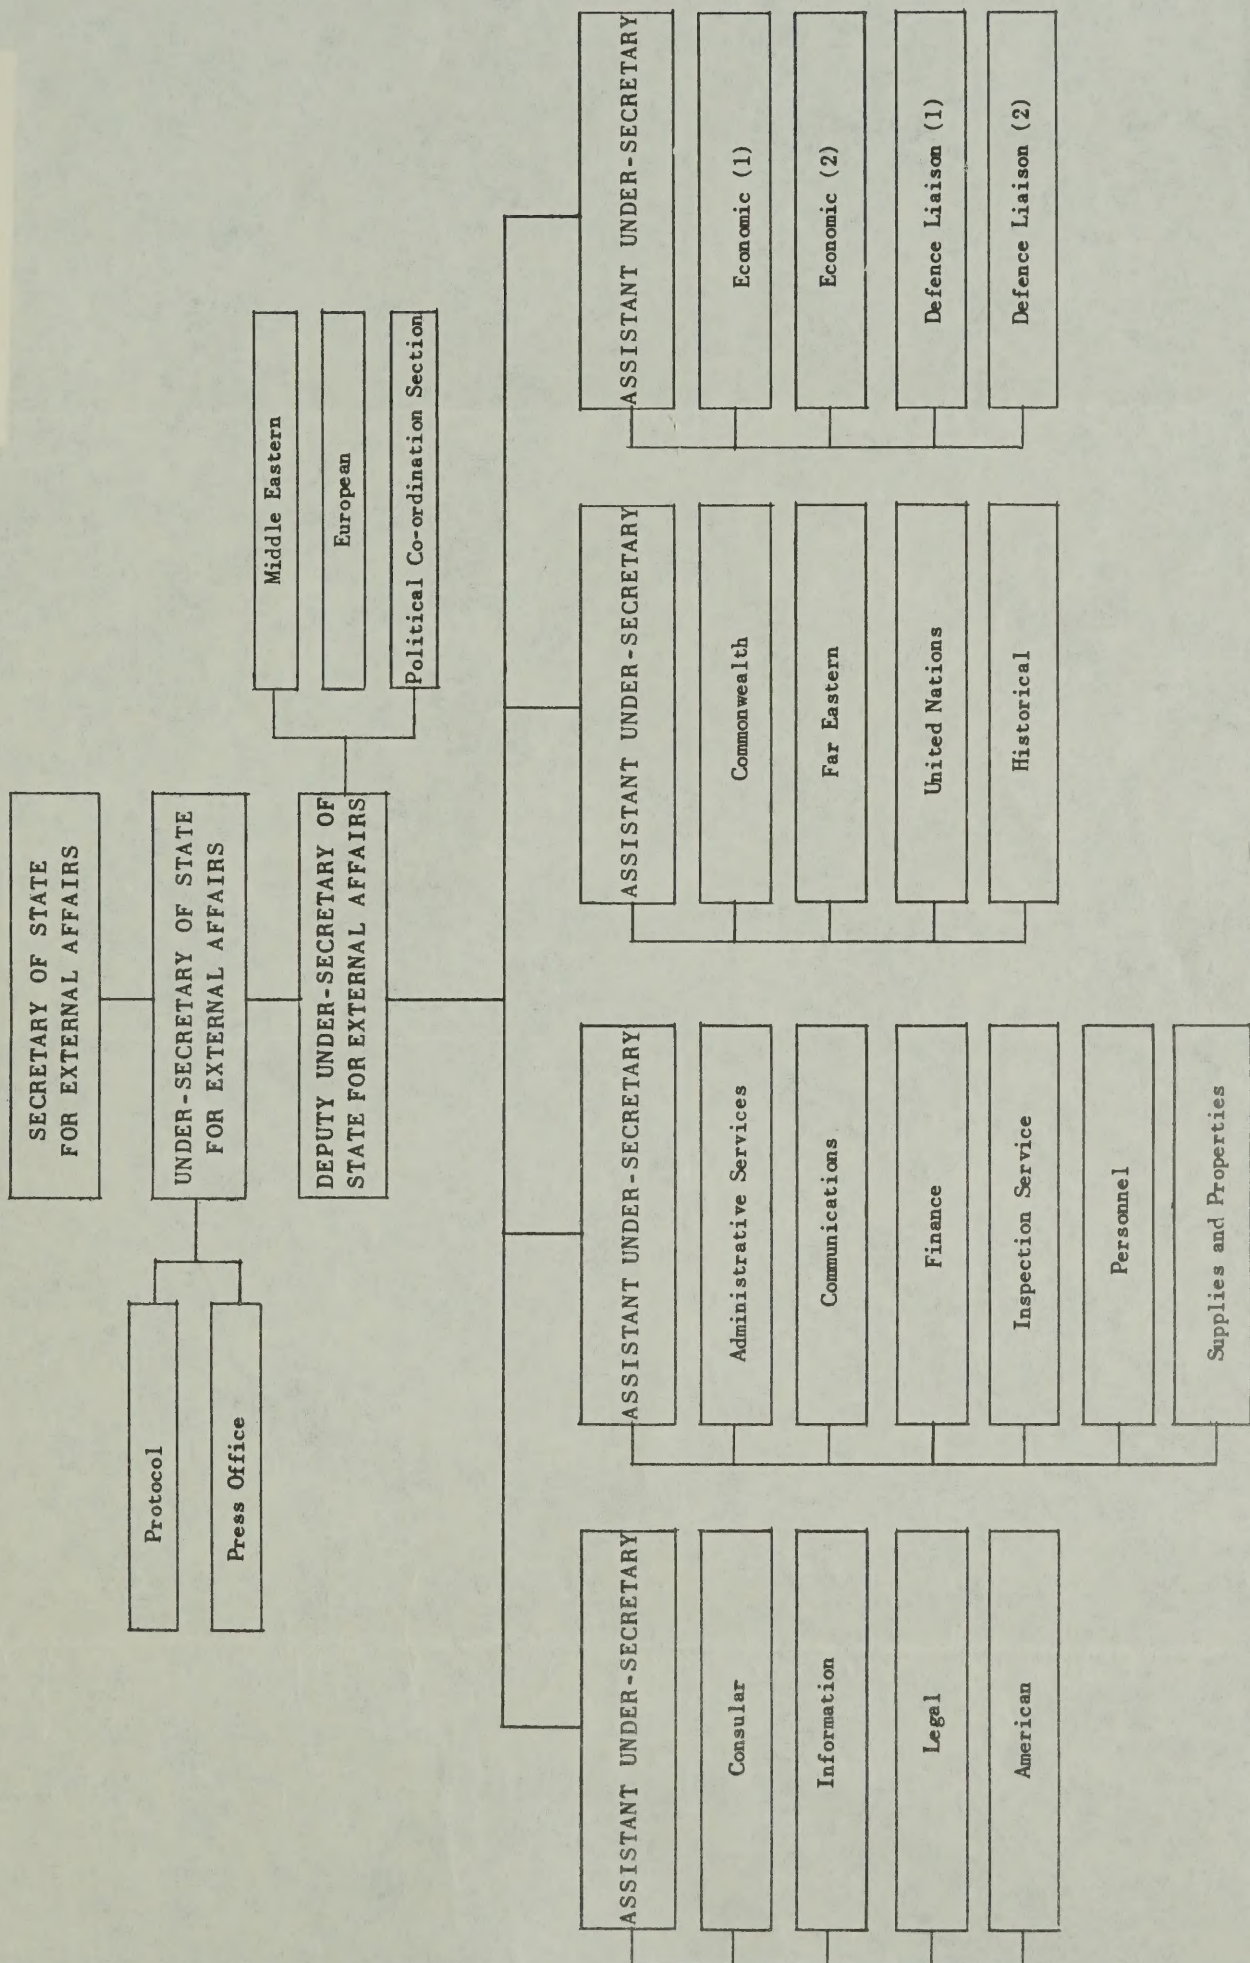 SECRETARY OF STATE
FOR EXTERNAL AFFAIRS
UNDER-SECRETARY OF STATE
FOR EXTERNAL AFFAIRS
Protocol
Press Office
DEPUTY UNDER-SECRETARY OF
STATE FOR EXTERNAL AFFAIRS
Middle Eastern
European
Political Co-ordination Section
ASSISTANT UNDER-SECRETARY
Consular
Information
Legal
American
ASSISTANT UNDER-SECRETARY
Administrative Services
Communications
Finance
Inspection Service
Personnel
Supplies and Properties
ASSISTANT UNDER-SECRETARY
Commonwealth
Far Eastern
United Nations
Historical
ASSISTANT UNDER-SECRETARY
Economic (1)
Economic (2)
Defence Liaison (1)
Defence Liaison (2)